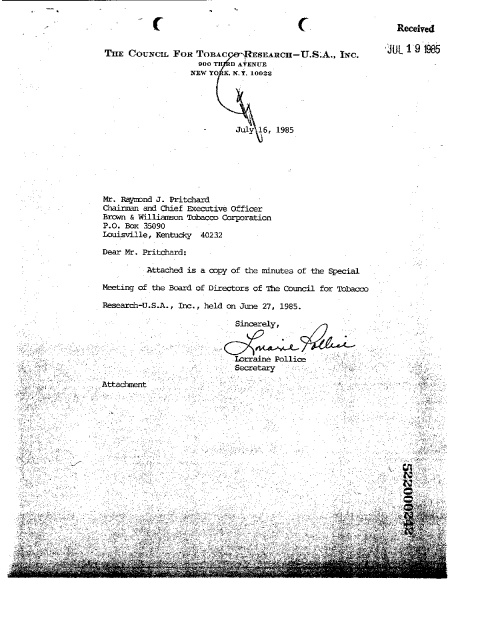 Received
JUL 19 1985
THE COUNCIL FOR TOBACCO RESEARCH-U.S.A., INC.
900 THIRD AVENUE
NEW YORK, N.Y. 10022
July 16, 1985
Mr. Raymond J. Pritchard
Chairman and Chief Executive Officer
Brown & Williamson Tobacco Corporation
P.O. Box 35090
Louisville, Kentucky 40232
Dear Mr. Pritchard:
Attached is a copy of the minutes of the Special
Meeting of the Board of Directors of The Council for Tobacco
Research-U.S.A., Inc., held on June 27, 1985.
Sincerely,
Lorraine Pollice
Lorraine Pollice
Secretary
Attachment
522000242